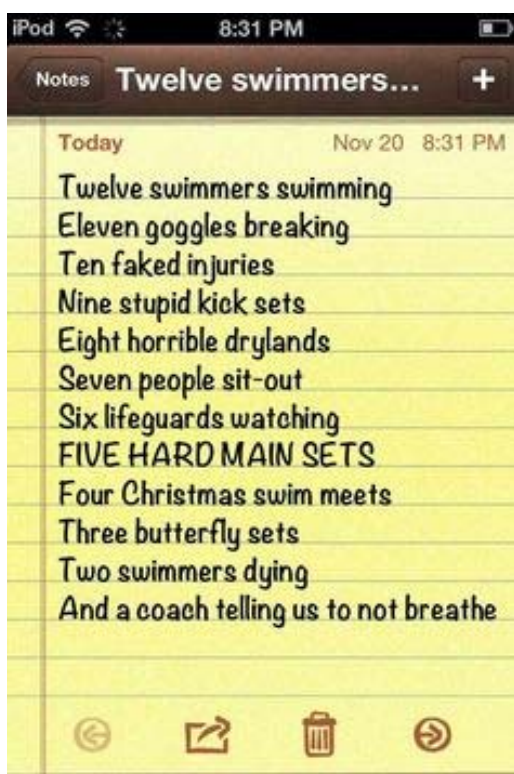 iPod 8:31 PM
Notes Twelve swimmers... +
Today Nov 20 8:31 PM
Twelve swimmers swimming
Eleven goggles breaking
Ten faked injuries
Nine stupid kick sets
Eight horrible drylands
Seven people sit-out
Six lifeguards watching
FIVE HARD MAIN SETS
Four Christmas swim meets
Three butterfly sets
Two swimmers dying
And a coach telling us to not breathe